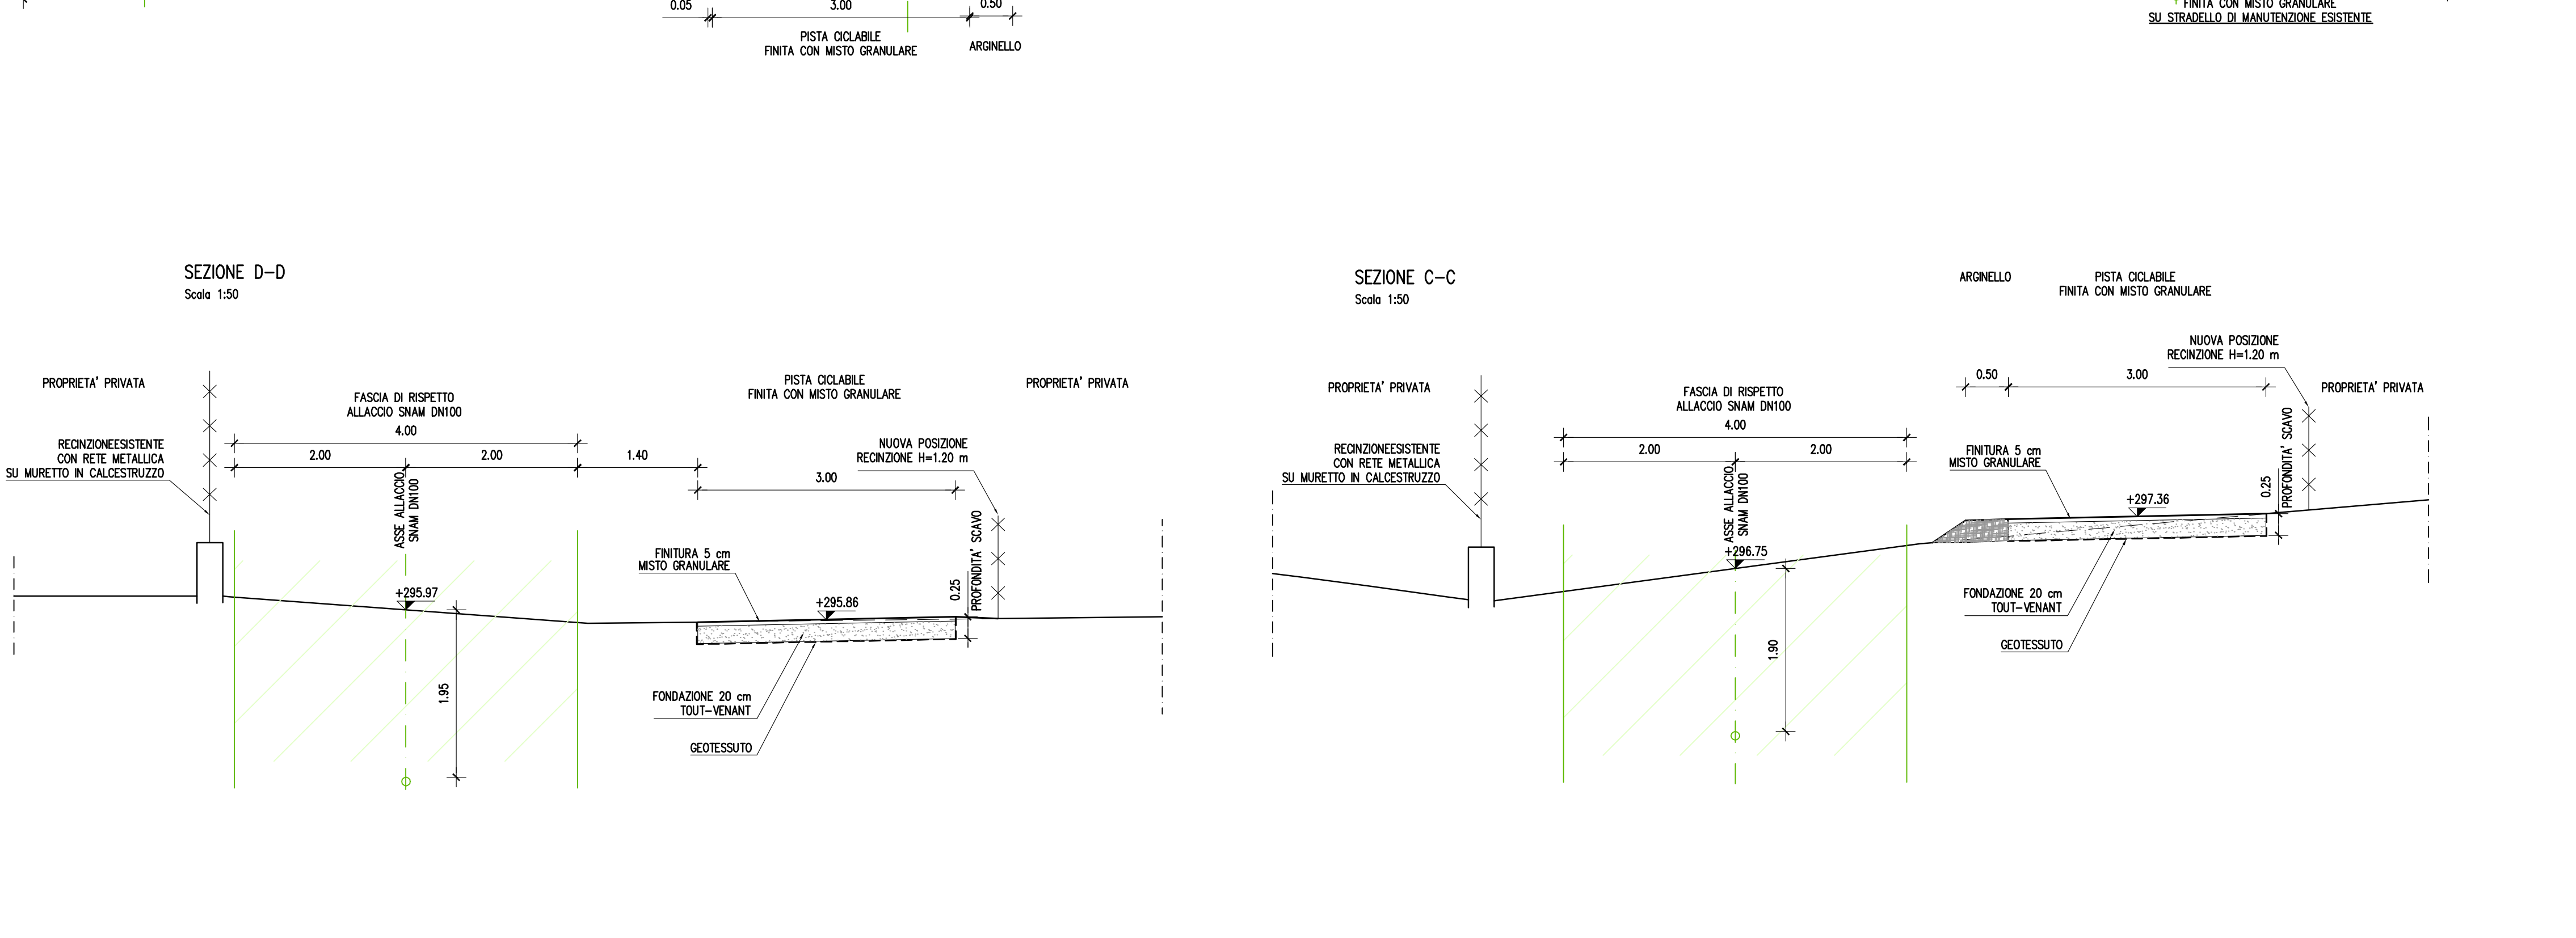 0.05
3.00
0.50
PISTA CICLABILE
FINITA CON MISTO GRANULARE
ARGINELLO
FINITA CON MISTO GRANULARE
SU STRADELLO DI MANUTENZIONE ESISTENTE
SEZIONE D-D
Scala 1:50
PROPRIETA' PRIVATA
FASCIA DI RISPETTO
ALLACCIO SNAM DN100
4.00
2.00
2.00
1.40
PISTA CICLABILE
FINITA CON MISTO GRANULARE
PROPRIETA' PRIVATA
RECINZIONEESISTENTE
CON RETE METALLICA
SU MURETTO IN CALCESTRUZZO
NUOVA POSIZIONE
RECINZIONE H=1.20 m
3.00
ASSE ALLACCIO
SNAM DN100
FINITURA 5 cm
MISTO GRANULARE
0.25
PROFONDITA' SCAVO
+295.97
+295.86
1.95
FONDAZIONE 20 cm
TOUT-VENANT
GEOTESSUTO
SEZIONE C-C
Scala 1:50
ARGINELLO
PISTA CICLABILE
FINITA CON MISTO GRANULARE
NUOVA POSIZIONE
RECINZIONE H=1.20 m
0.50
3.00
PROPRIETA' PRIVATA
FASCIA DI RISPETTO
ALLACCIO SNAM DN100
4.00
2.00
2.00
PROPRIETA' PRIVATA
RECINZIONEESISTENTE
CON RETE METALLICA
SU MURETTO IN CALCESTRUZZO
ASSE ALLACCIO
SNAM DN100
FINITURA 5 cm
MISTO GRANULARE
0.25
PROFONDITA' SCAVO
+297.36
+296.75
1.90
FONDAZIONE 20 cm
TOUT-VENANT
GEOTESSUTO